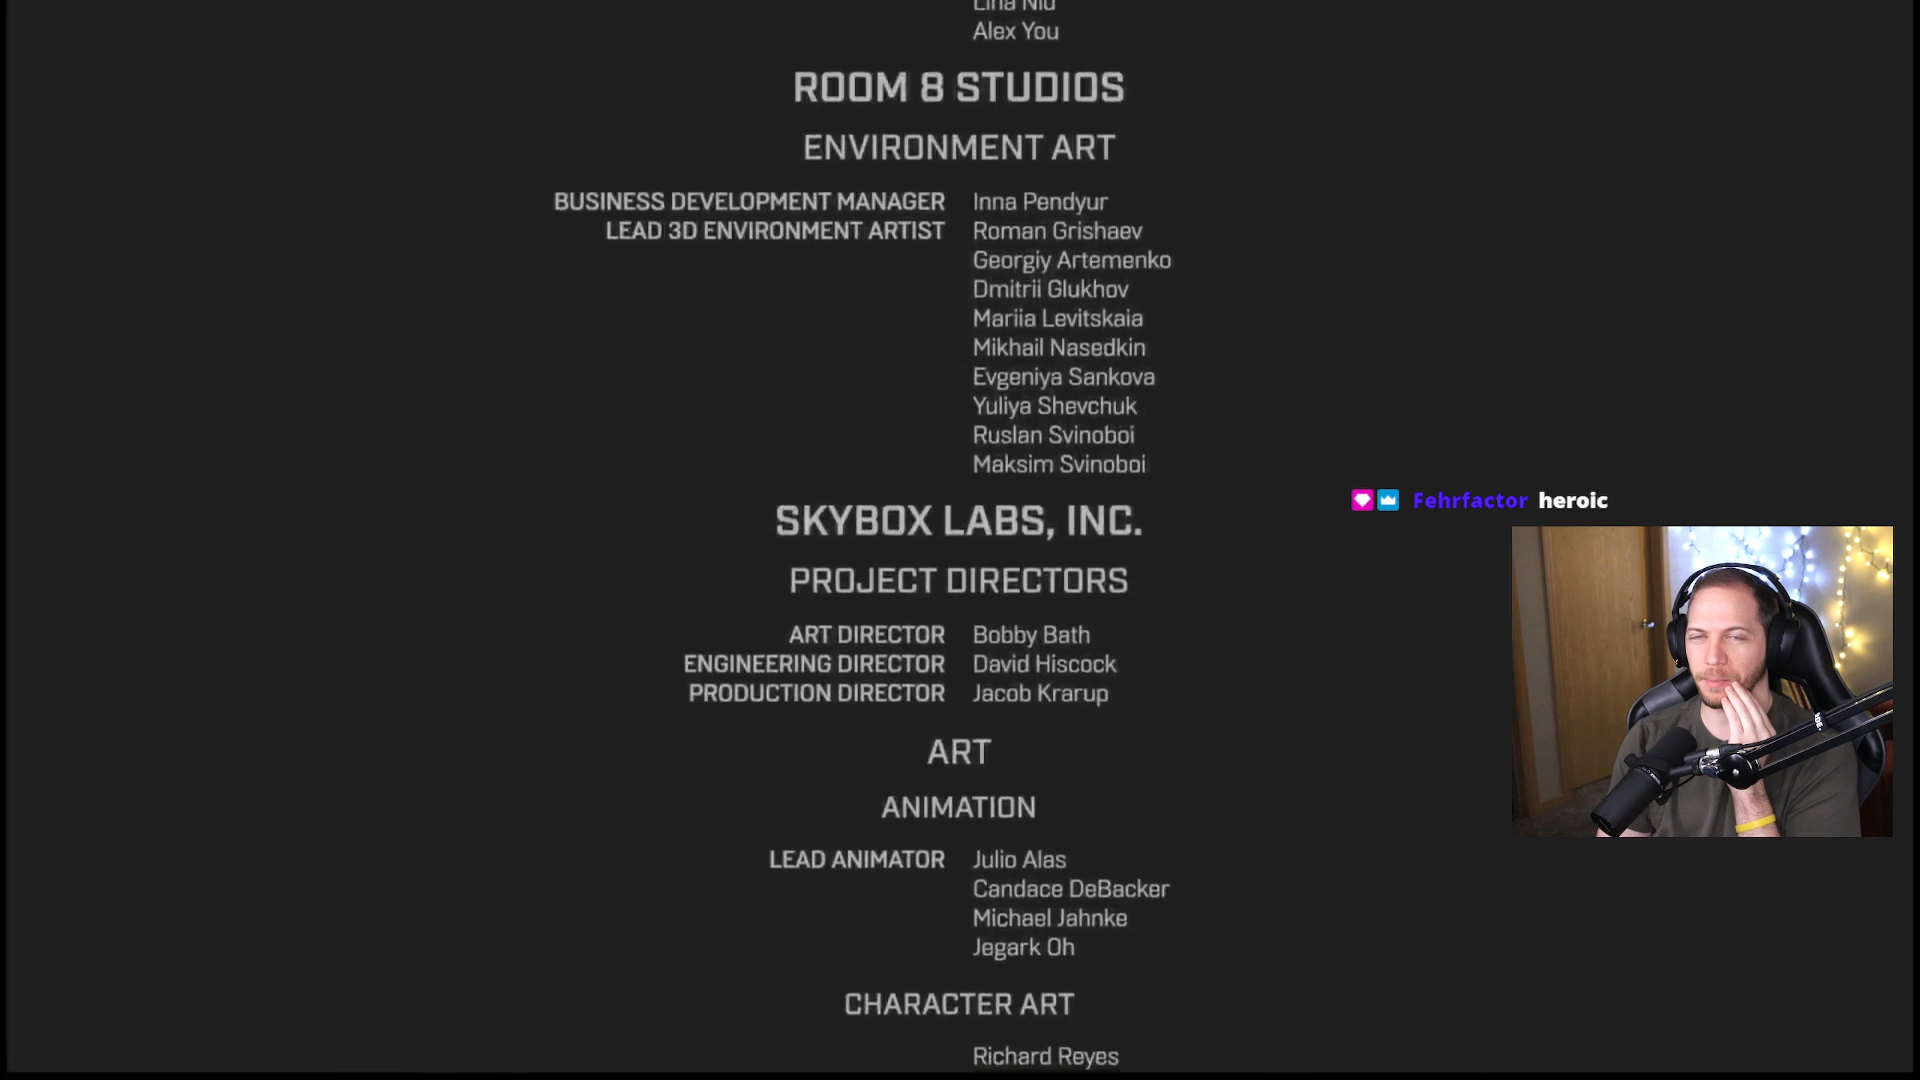 Lina Niu
Alex You
ROOM 8 STUDIOS
ENVIRONMENT ART
BUSINESS DEVELOPMENT MANAGER Inna Pendyur
LEAD 3D ENVIRONMENT ARTIST Roman Grishaev
Georgiy Artemenko
Dmitrii Glukhov
Mariia Levitskaia
Mikhail Nasedkin
Evgeniya Sankova
Yuliya Shevchuk
Ruslan Svinoboi
Maksim Svinoboi
Fehrfactor heroic
SKYBOX LABS, INC.
PROJECT DIRECTORS
ART DIRECTOR Bobby Bath
ENGINEERING DIRECTOR David Hiscock
PRODUCTION DIRECTOR Jacob Krarup
ART
ANIMATION
LEAD ANIMATOR Julio Alas
Candace DeBacker
Michael Jahnke
Jegark Oh
CHARACTER ART
Richard Reyes